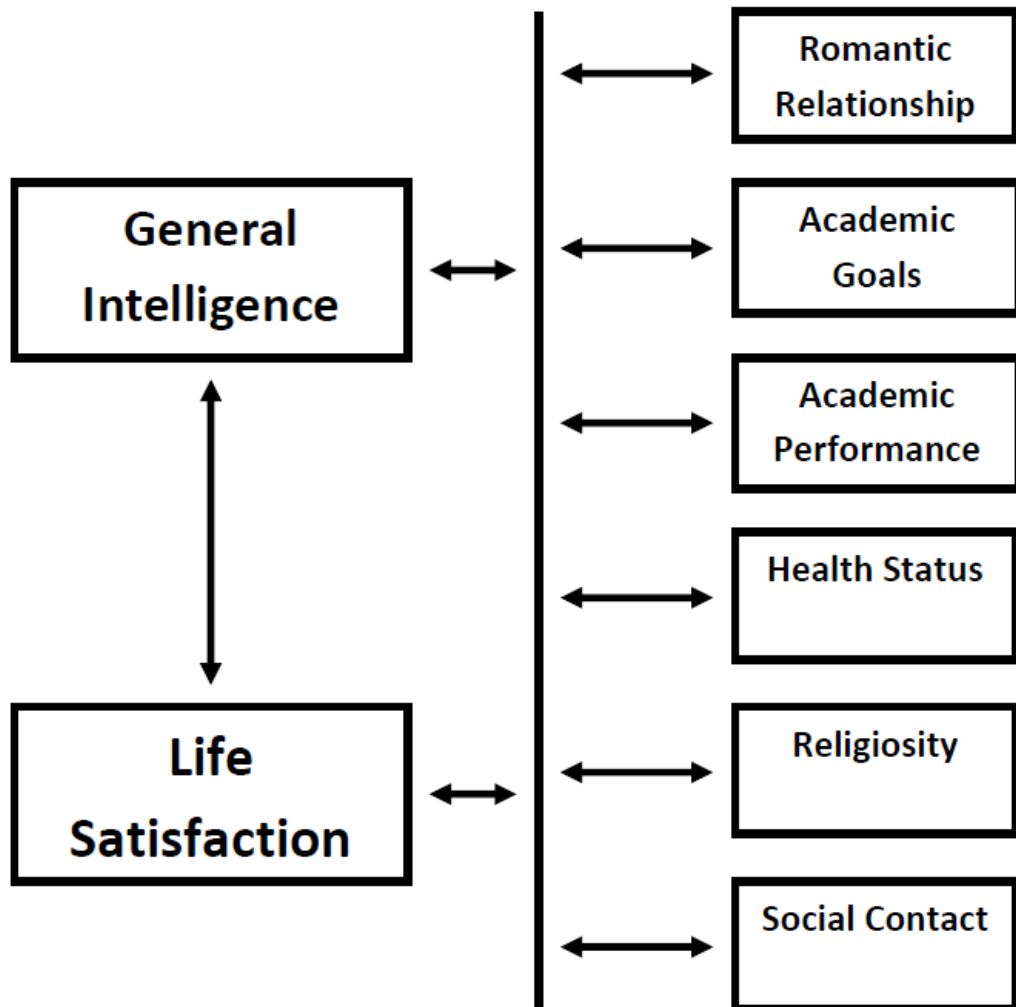 General
Intelligence
Life
Satisfaction
Romantic
Relationship
Academic
Goals
Academic
Performance
Health Status
Religiosity
Social Contact